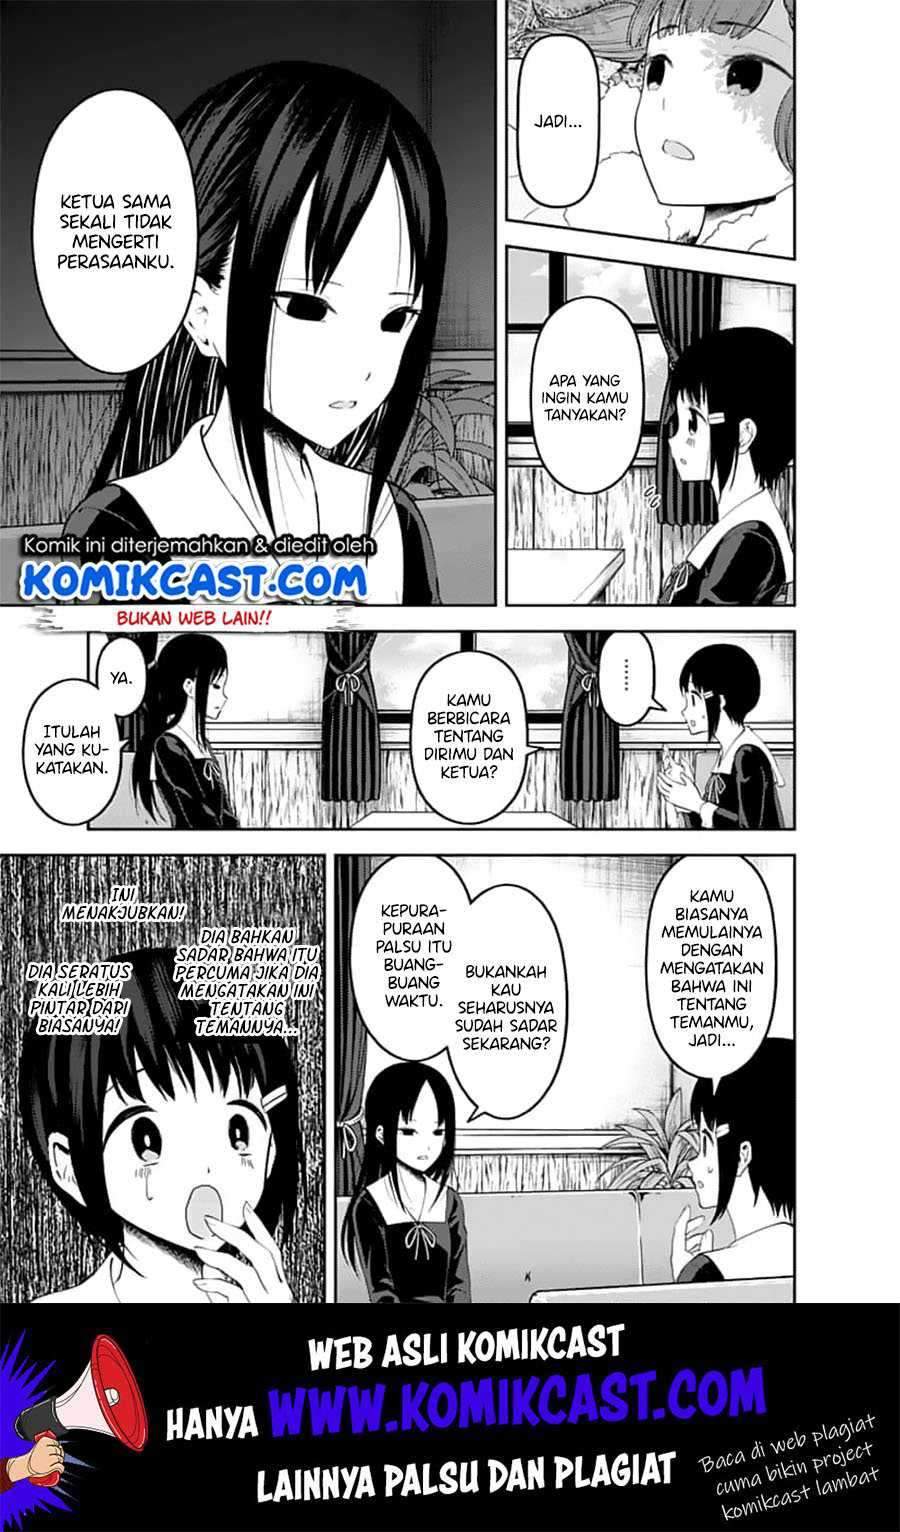 JADI...
APA YANG
INGIN KAMU
TANYAKAN?
KETUA SAMA
SEKALI TIDAK
MENGERTI
PERASAANKU.
Komik ini diterjemahkan & diedit oleh
KOMIKCAST.COM
BUKAN WEB LAIN!!
........
KAMU
BERBICARA
TENTANG
DIRIMU DAN
KETUA?
YA.
ITULAH
YANG KU-
KATAKAN.
KAMU
BIASANYA
MEMULAINYA
DENGAN
MENGATAKAN
BAHWA INI
TENTANG
TEMANMU,
JADI...
BUKANKAH
KAU
SEHARUSNYA
SUDAH SADAR
SEKARANG?
KEPURA-
PURAAN
PALSU ITU
BUANG-
BUANG
WAKTU.
INI
MENAKJUBKAN!
DIA BAHKAN
SADAR BAHWA ITU
PERCUMA JIKA DIA
MENGATAKAN INI
TENTANG
TEMANNYA...
DIA SERATUS
KALI LEBIH
PINTAR DARI
BIASANYA!
WEB ASLI KOMIKCAST
HANYA WWW.KOMIKCAST.COM
LAINNYA PALSU DAN PLAGIAT
Baca di web plagiat
cuma bikin project
komikcast lambat